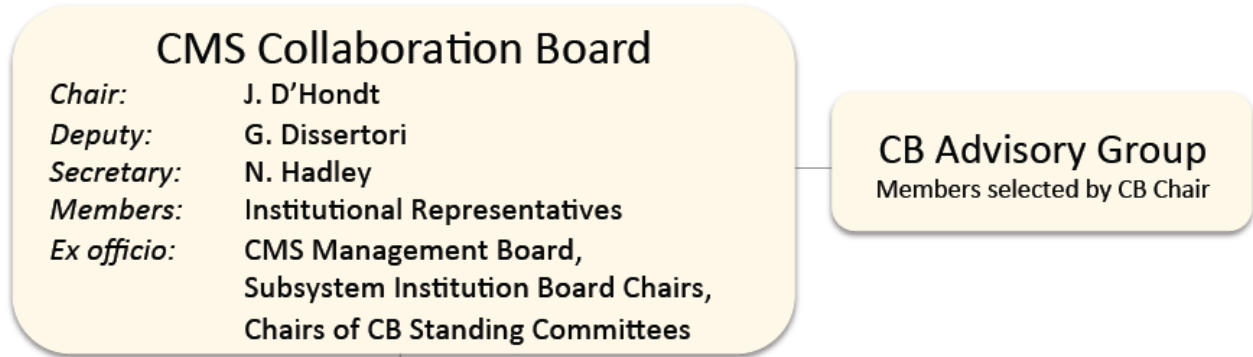 CMS Collaboration Board
Chair: J. D’Hondt
Deputy: G. Dissertori
Secretary: N. Hadley
Members: Institutional Representatives
Ex officio: CMS Management Board,
Subsystem Institution Board Chairs,
Chairs of CB Standing Committees
CB Advisory Group
Members selected by CB Chair